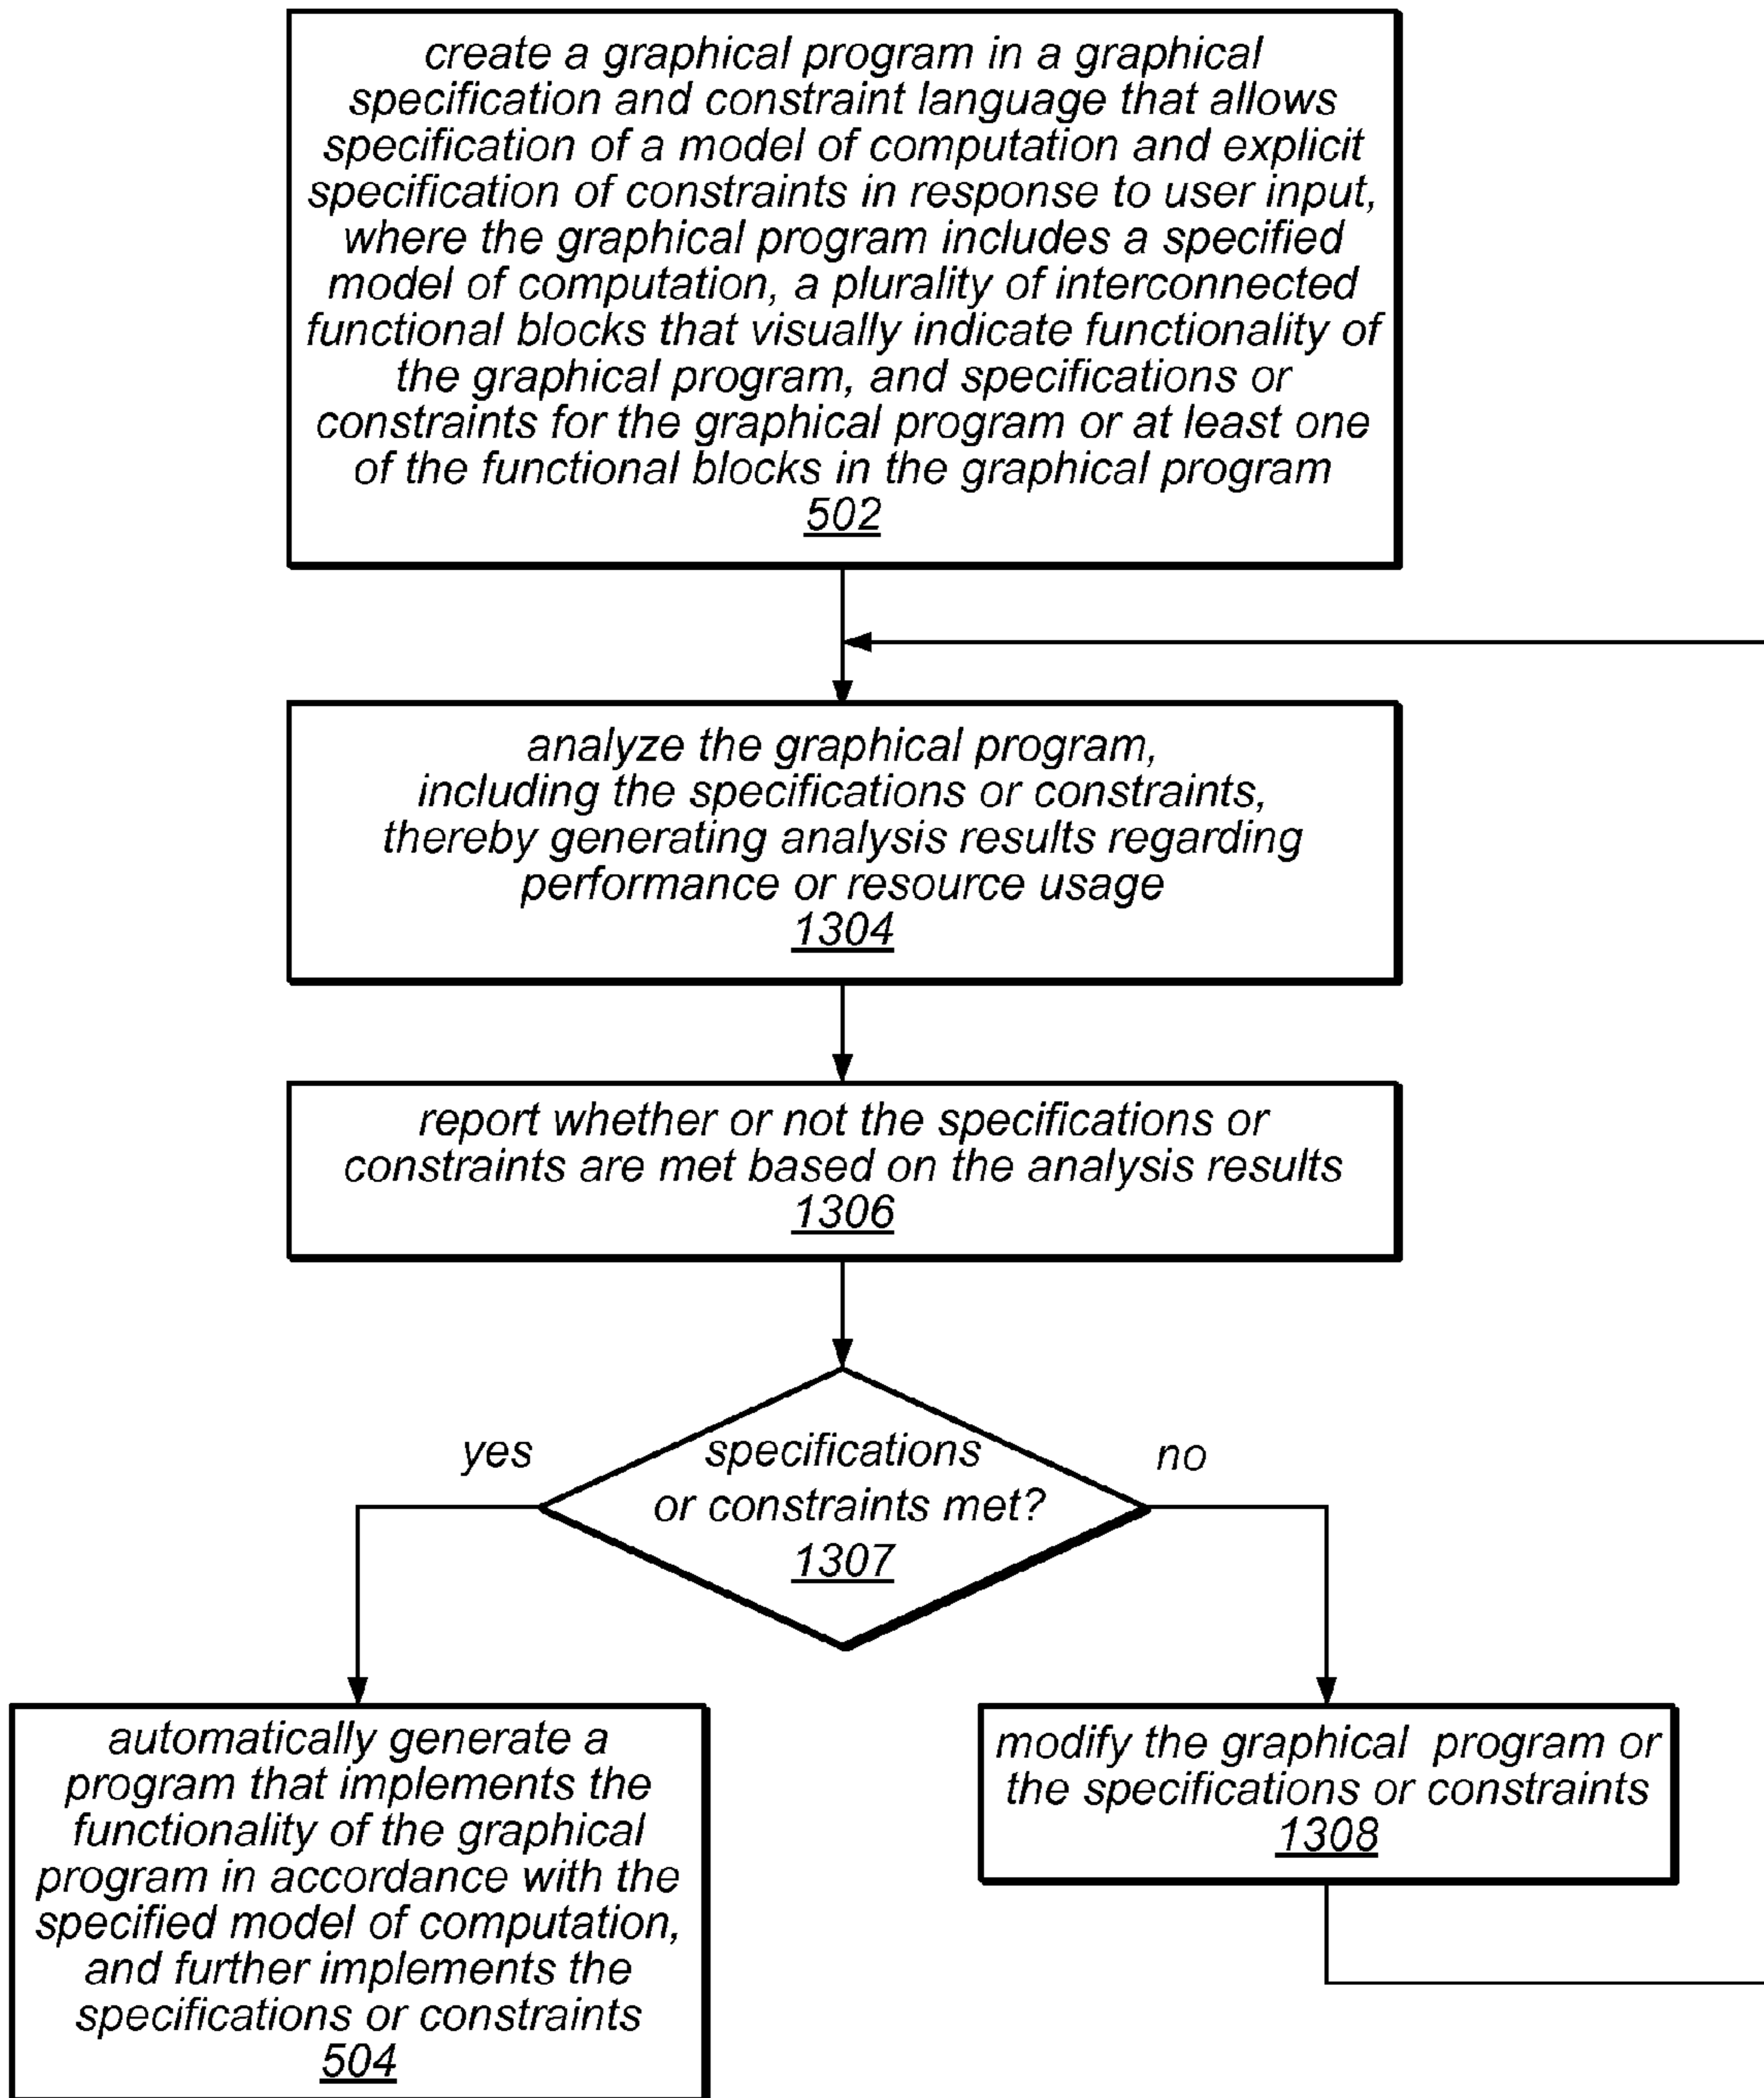 create a graphical program in a graphical
specification and constraint language that allows
specification of a model of computation and explicit
specification of constraints in response to user input,
where the graphical program includes a specified
model of computation, a plurality of interconnected
functional blocks that visually indicate functionality of
the graphical program, and specifications or
constraints for the graphical program or at least one
of the functional blocks in the graphical program
502
analyze the graphical program,
including the specifications or constraints,
thereby generating analysis results regarding
performance or resource usage
1304
report whether or not the specifications or
constraints are met based on the analysis results
1306
yes
specifications
or constraints met?
1307
no
automatically generate a
program that implements the
functionality of the graphical
program in accordance with the
specified model of computation,
and further implements the
specifications or constraints
504
modify the graphical program or
the specifications or constraints
1308